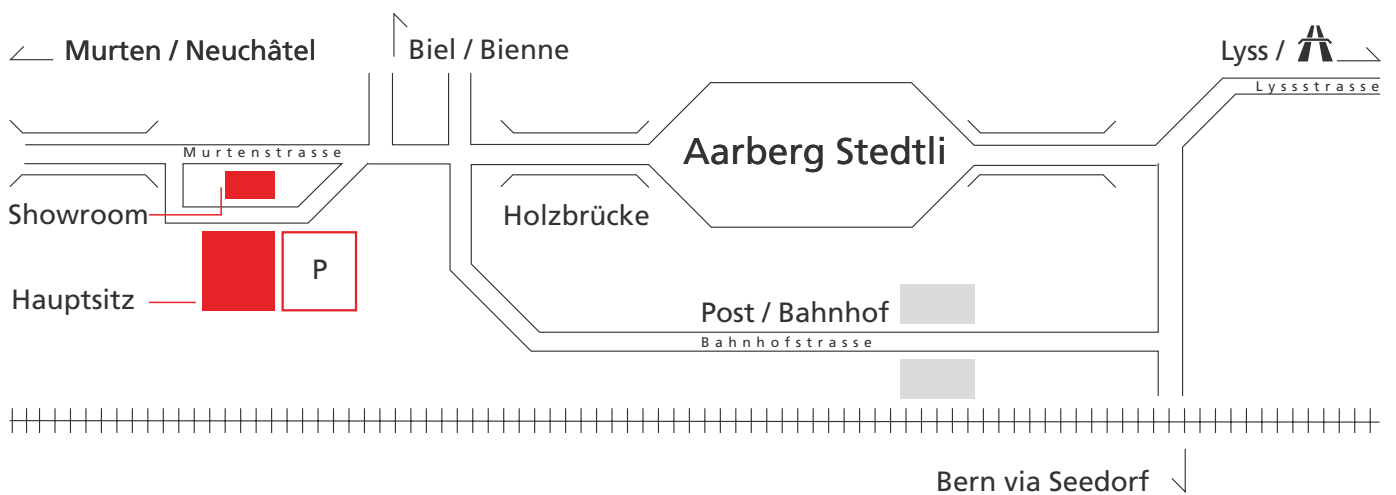 Murten / Neuchâtel
Biel / Bienne
Lyss /
Lyssstrasse
Murtenstrasse
Aarberg Stedtli
Showroom
Holzbrücke
P
Hauptsitz
Post / Bahnhof
Bahnhofstrasse
Bern via Seedorf